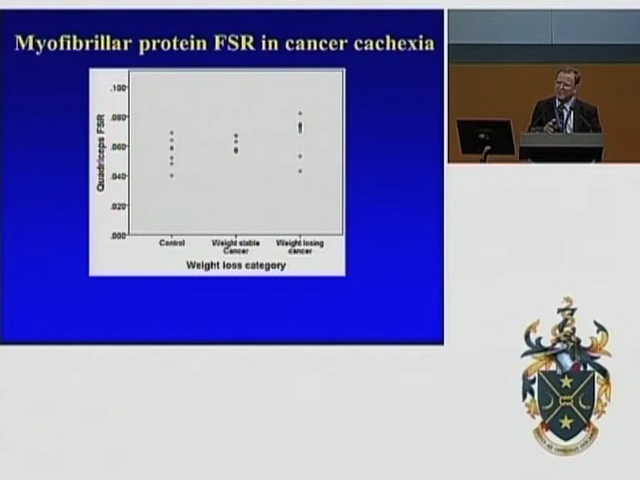 Myofibrillar protein FSR in cancer cachexia
Quadriceps FSR
.100
.080
.060
.040
.020
.000
Control
Weight stable Cancer
Weight losing cancer
Weight loss category